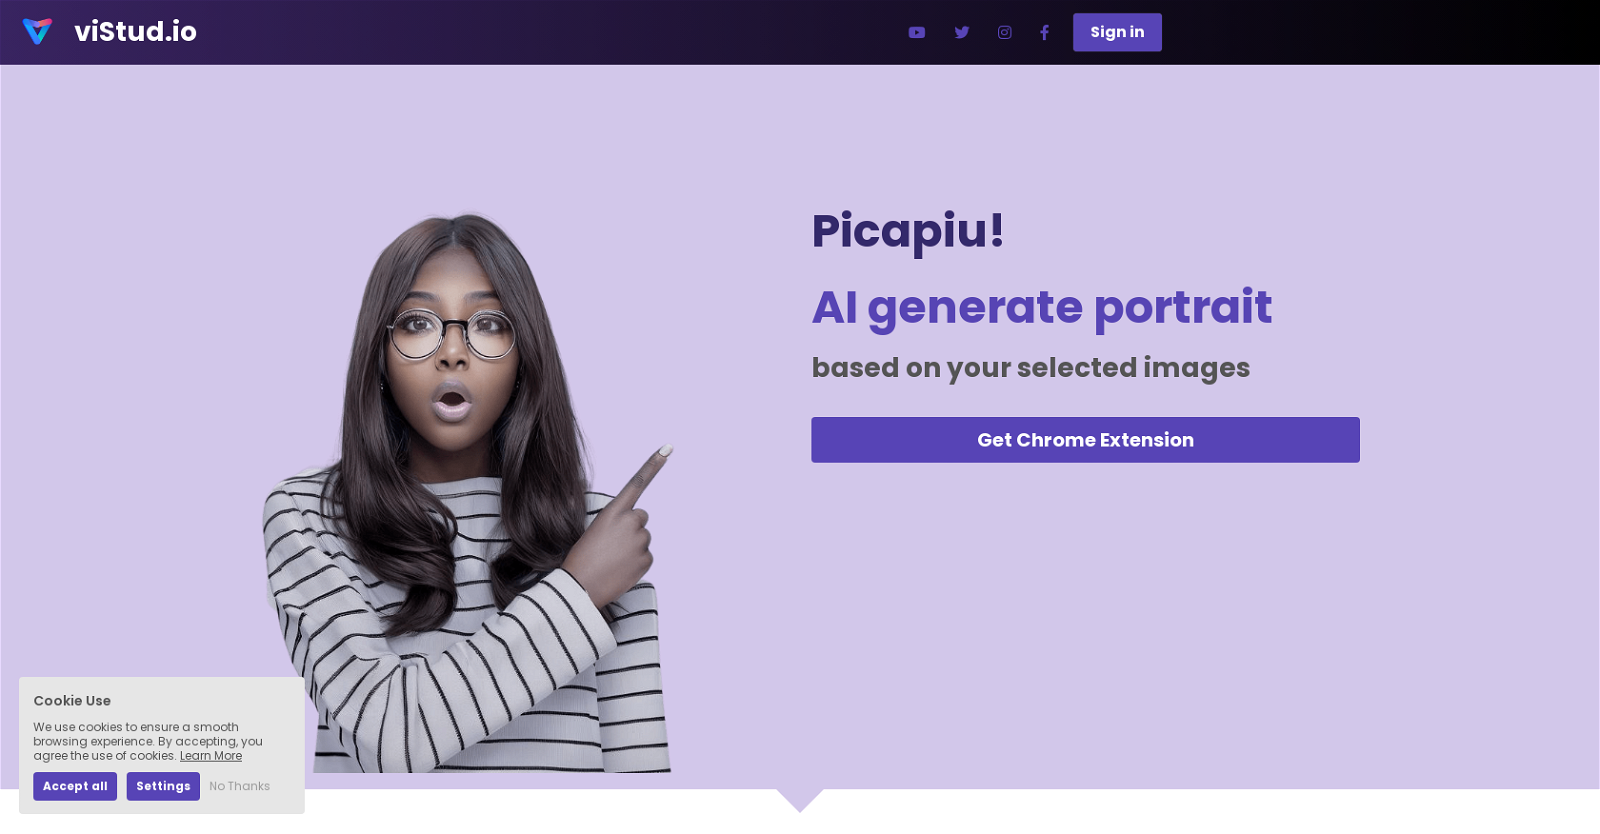 viStud.io
Sign in
Picapiu!
AI generate portrait
based on your selected images
Get Chrome Extension
Cookie Use
We use cookies to ensure a smooth
browsing experience. By accepting, you
agree the use of cookies. Learn More
Accept all
Settings
No Thanks